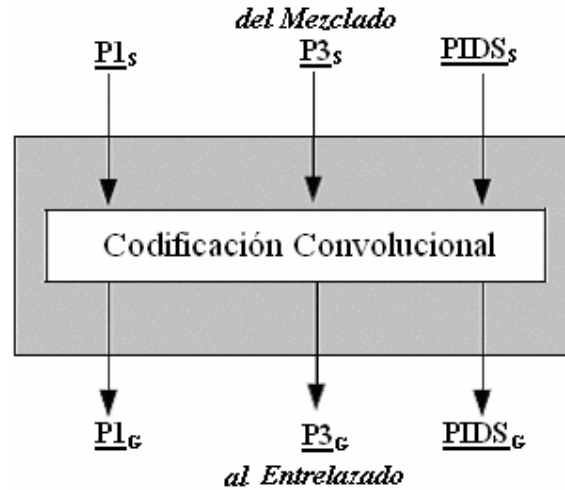 del Mezclado
P1s P3s PIDSs
Codificación Convolucional
P1G P3G PIDSG
al Entrelazado